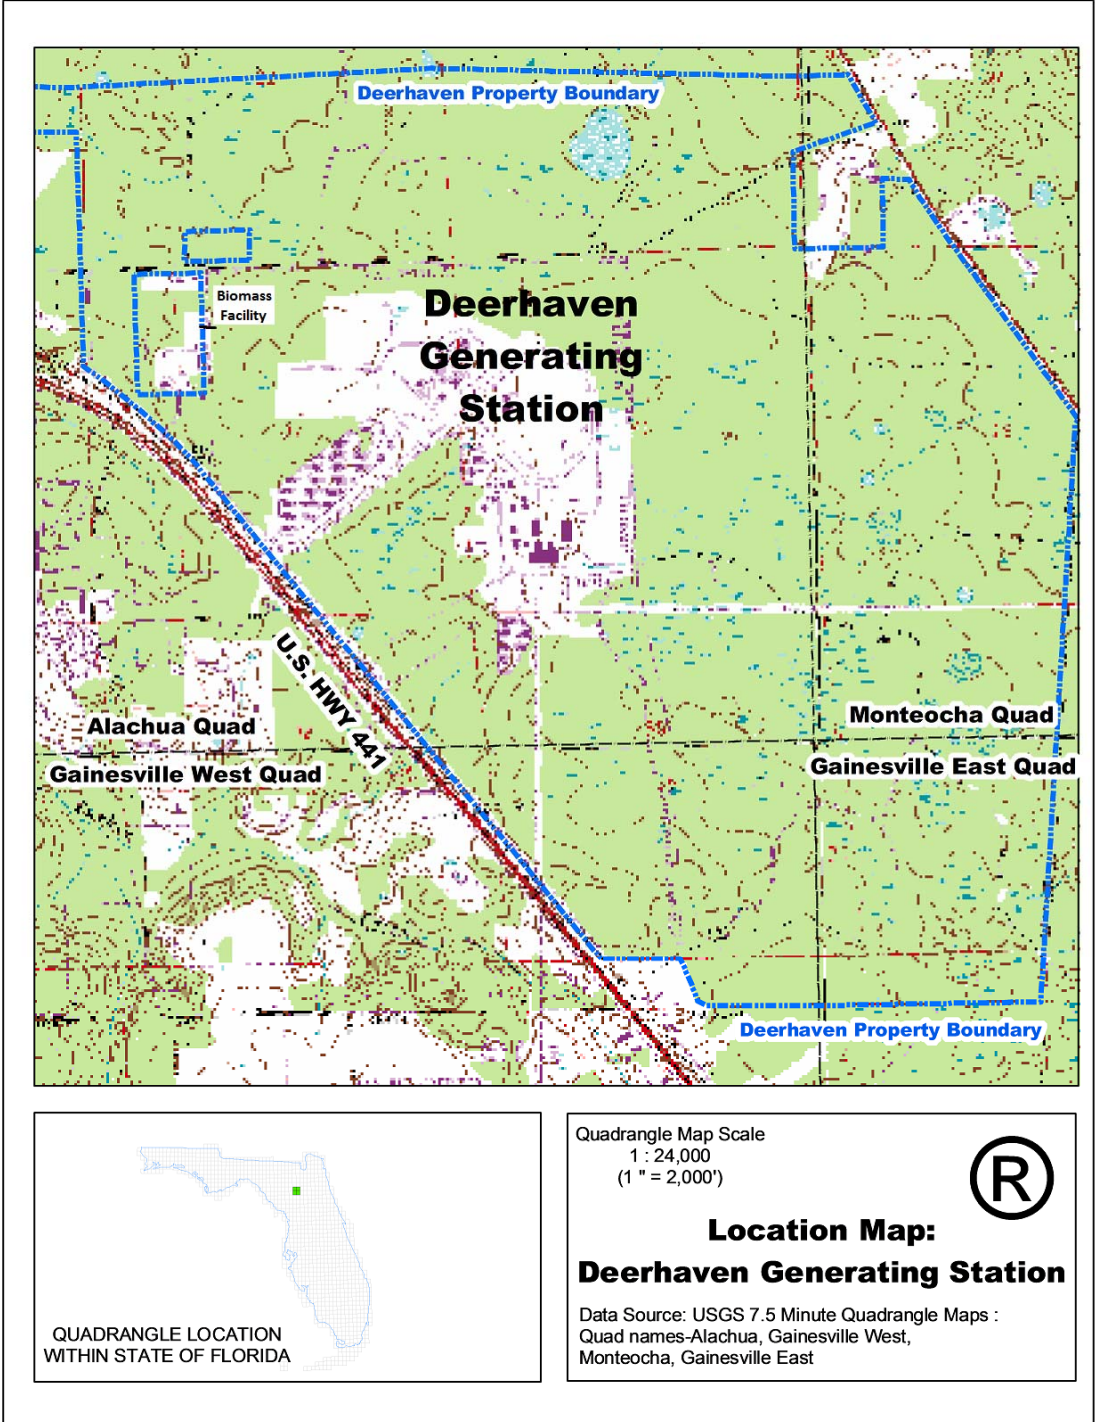 Deerhaven Property Boundary
Biomass
Facility
Deerhaven
Generating
Station
U.S. HWY 441
Alachua Quad
Monteocha Quad
Gainesville West Quad
Gainesville East Quad
Deerhaven Property Boundary
QUADRANGLE LOCATION
WITHIN STATE OF FLORIDA
Quadrangle Map Scale
1 : 24,000
(1 " = 2,000')
®
Location Map:
Deerhaven Generating Station
Data Source: USGS 7.5 Minute Quadrangle Maps :
Quad names-Alachua, Gainesville West,
Monteocha, Gainesville East